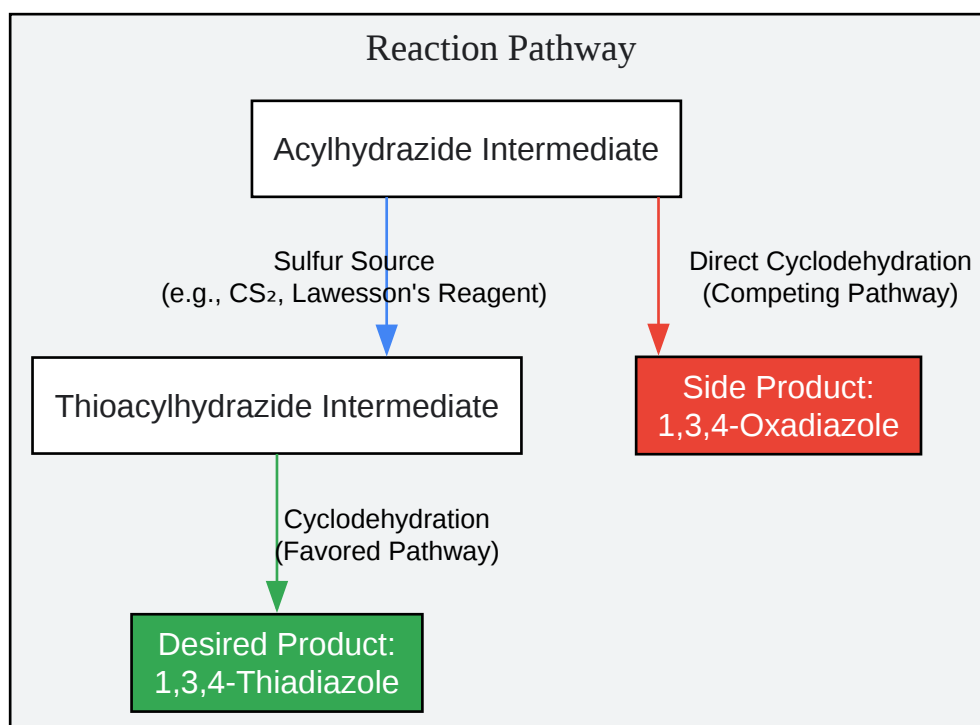 Reaction Pathway
Acylhydrazide Intermediate
Sulfur Source
(e.g., CS₂, Lawesson's Reagent)
Direct Cyclodehydration
(Competing Pathway)
Thioacylhydrazide Intermediate
Side Product:
1,3,4-Oxadiazole
Cyclodehydration
(Favored Pathway)
Desired Product:
1,3,4-Thiadiazole